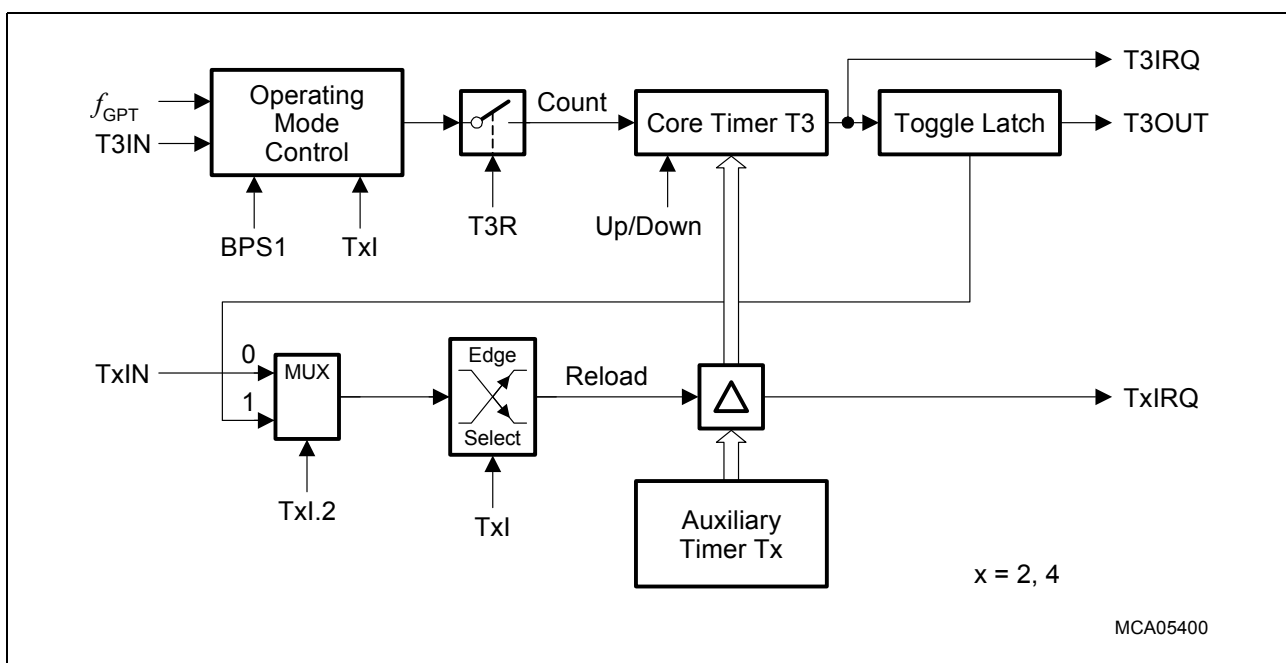 f GPT
T3IN
Operating
Mode
Control
BPS1
TxI
T3R
Count
Core Timer T3
Up/Down
Toggle Latch
T3IRQ
T3OUT
TxIN
0
1
MUX
TxI.2
Edge
Select
TxI
Reload
Δ
TxIRQ
Auxiliary
Timer Tx
x = 2, 4
MCA05400